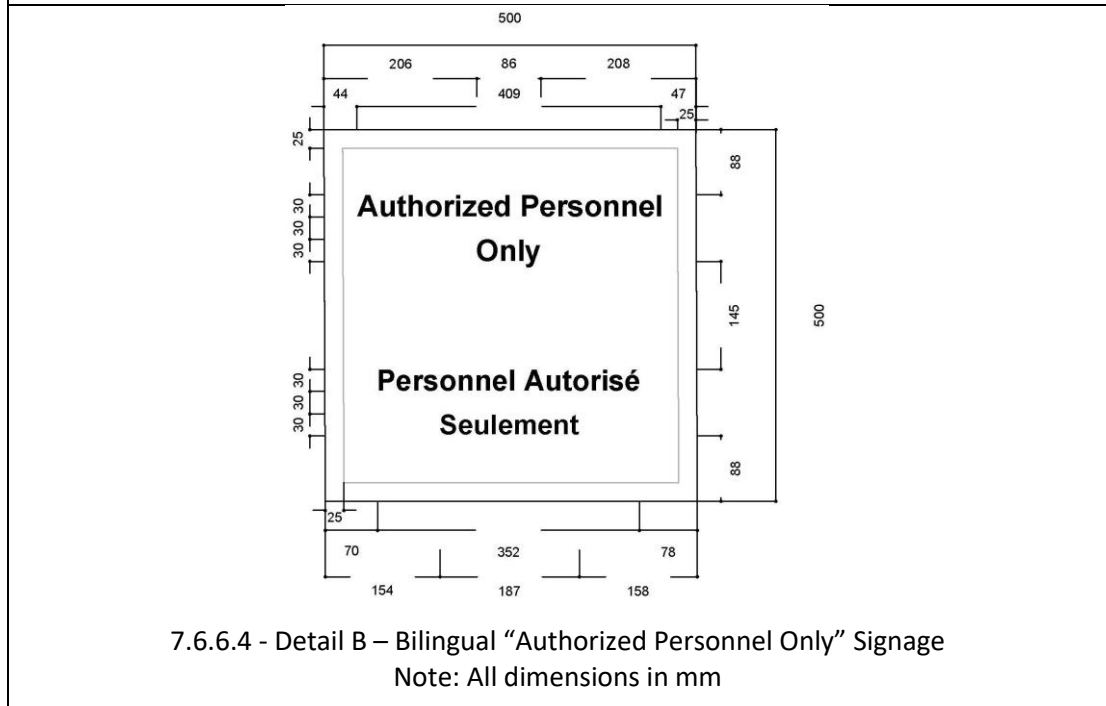 500
206 86 208
44 409 47
25
25
88
30
30
30
Authorized Personnel
Only
145
500
30
30
30
Personnel Autorisé
Seulement
88
25
70 352 78
154 187 158
7.6.6.4 - Detail B – Bilingual “Authorized Personnel Only” Signage
Note: All dimensions in mm